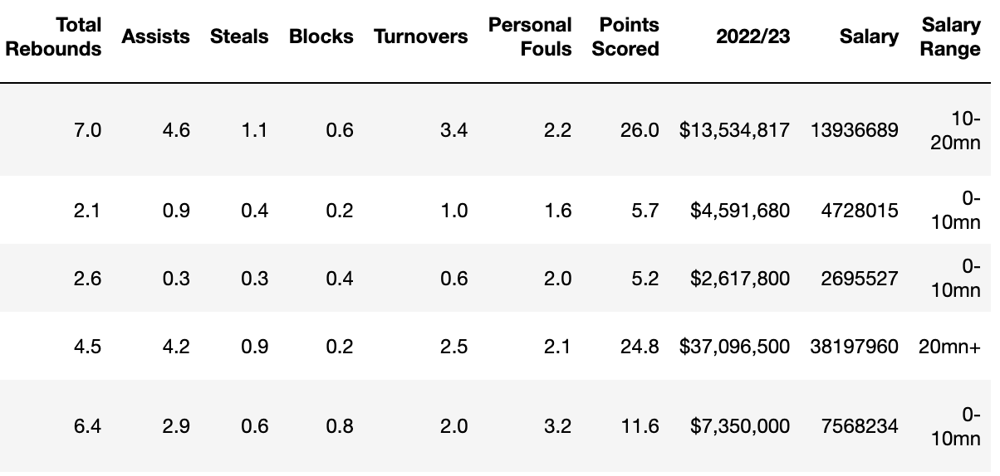 Total Rebounds Assists Steals Blocks Turnovers Personal Fouls Points Scored 2022/23 Salary Salary Range
7.0 4.6 1.1 0.6 3.4 2.2 26.0 $13,534,817 13936689 10-20mn
2.1 0.9 0.4 0.2 1.0 1.6 5.7 $4,591,680 4728015 0-10mn
2.6 0.3 0.3 0.4 0.6 2.0 5.2 $2,617,800 2695527 0-10mn
4.5 4.2 0.9 0.2 2.5 2.1 24.8 $37,096,500 38197960 20mn+
6.4 2.9 0.6 0.8 2.0 3.2 11.6 $7,350,000 7568234 0-10mn